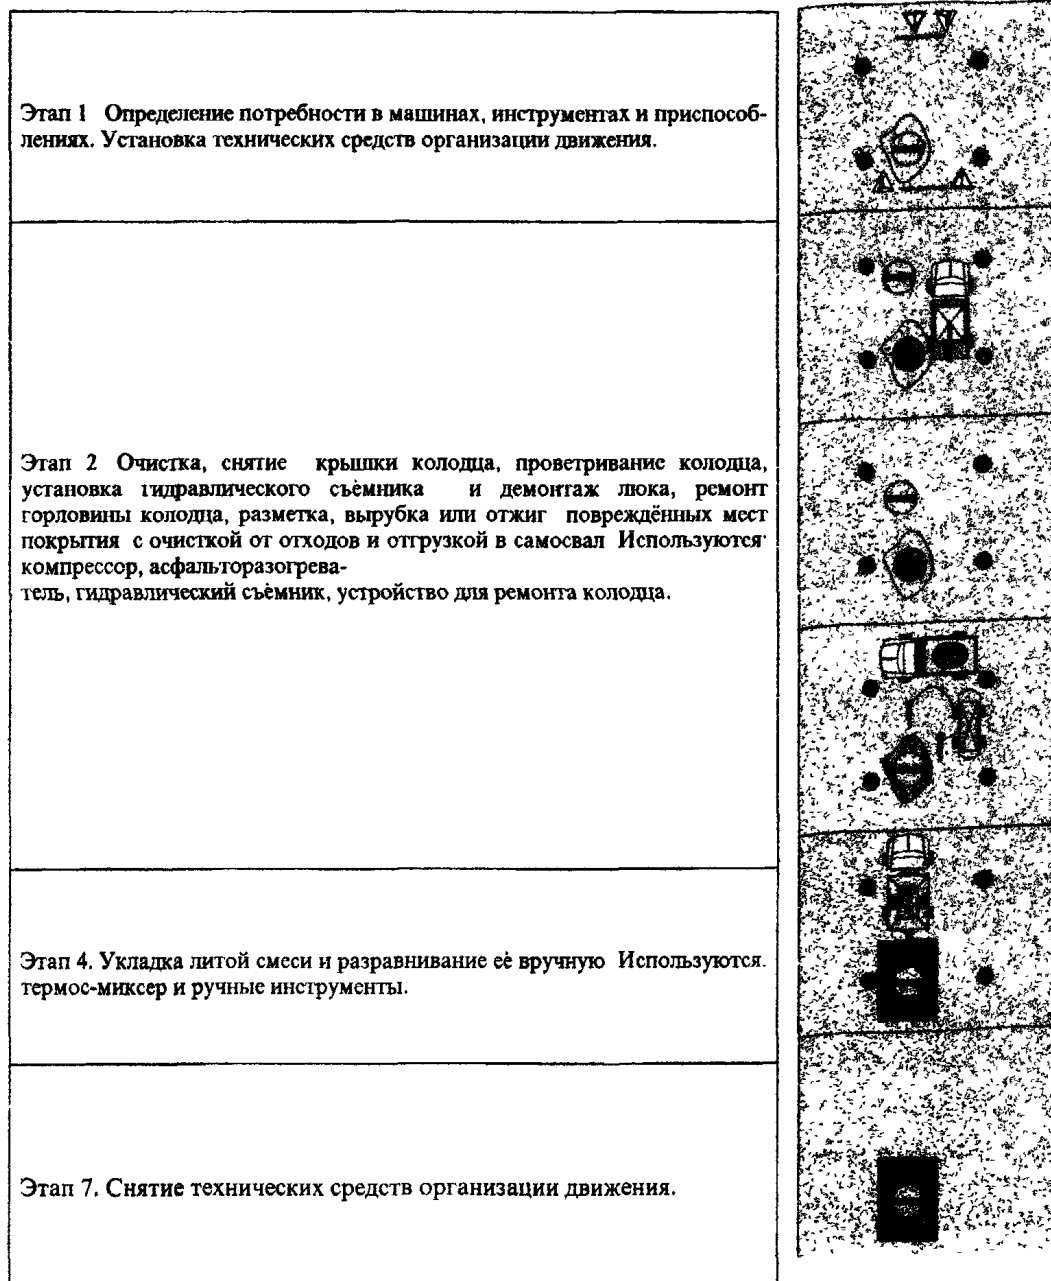 Этап 1 Определение потребности в машинах, инструментах и приспособ-
лениях. Установка технических средств организации движения.
Этап 2 Очистка, снятие крышки колодца, проветривание колодца,
установка гидравлического съёмника и демонтаж люка, ремонт
горловины колодца, разметка, вырубка или отжиг повреждённых мест
покрытия с очисткой от отходов и отгрузкой в самосвал Используются
компрессор, асфальторазогрева-
тель, гидравлический съёмник, устройство для ремонта колодца.
Этап 4. Укладка литой смеси и разравнивание её вручную Используются.
термос-миксер и ручные инструменты.
Этап 7. Снятие технических средств организации движения.